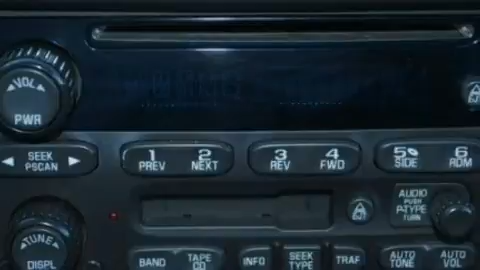 VOL
PWR
SEEK
PSCAN
1 2 3 4 5 6
PREV NEXT REV FWD SIDE RDM
AUDIO
PUSH
P-TYPE
TURN
TUNE
DISPL
BAND TAPE CD INFO SEEK TYPE TRAF AUTO TONE AUTO VOL